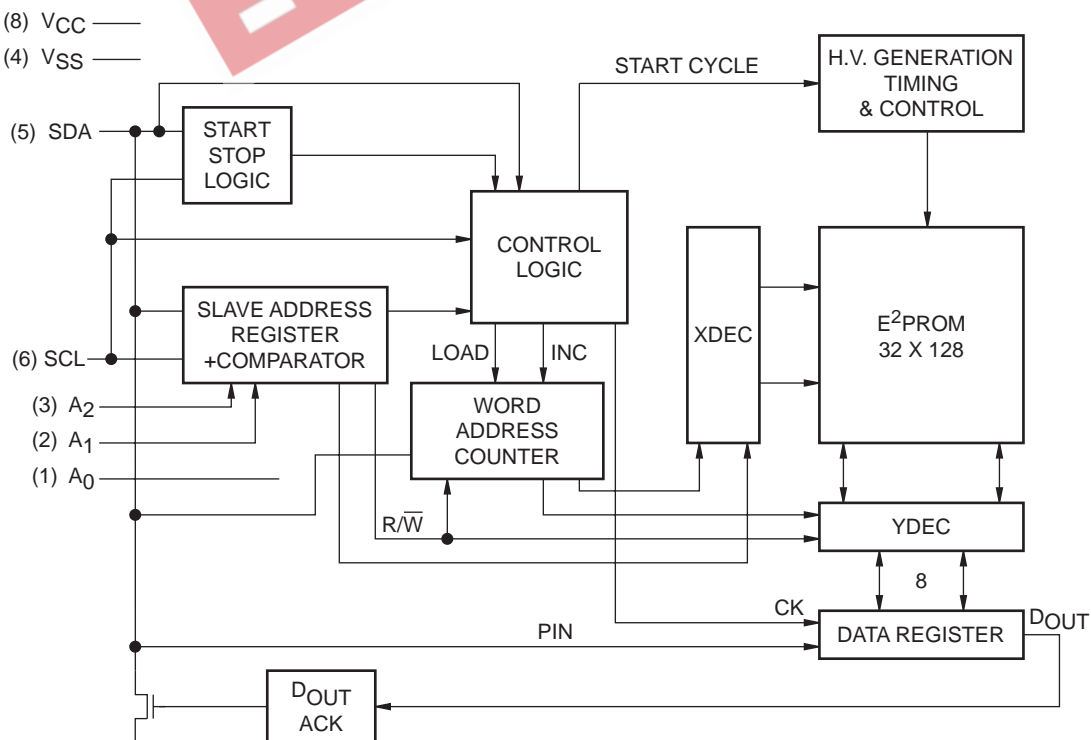 (8) VCC
(4) VSS
START CYCLE
H.V. GENERATION
TIMING
& CONTROL
(5) SDA
START
STOP
LOGIC
CONTROL
LOGIC
XDEC
E²PROM
32 X 128
SLAVE ADDRESS
REGISTER
+COMPARATOR
(6) SCL
LOAD
INC
(3) A2
(2) A1
(1) A0
WORD
ADDRESS
COUNTER
R/W̅
YDEC
8
CK
PIN
DATA REGISTER
DOUT
DOUT
ACK